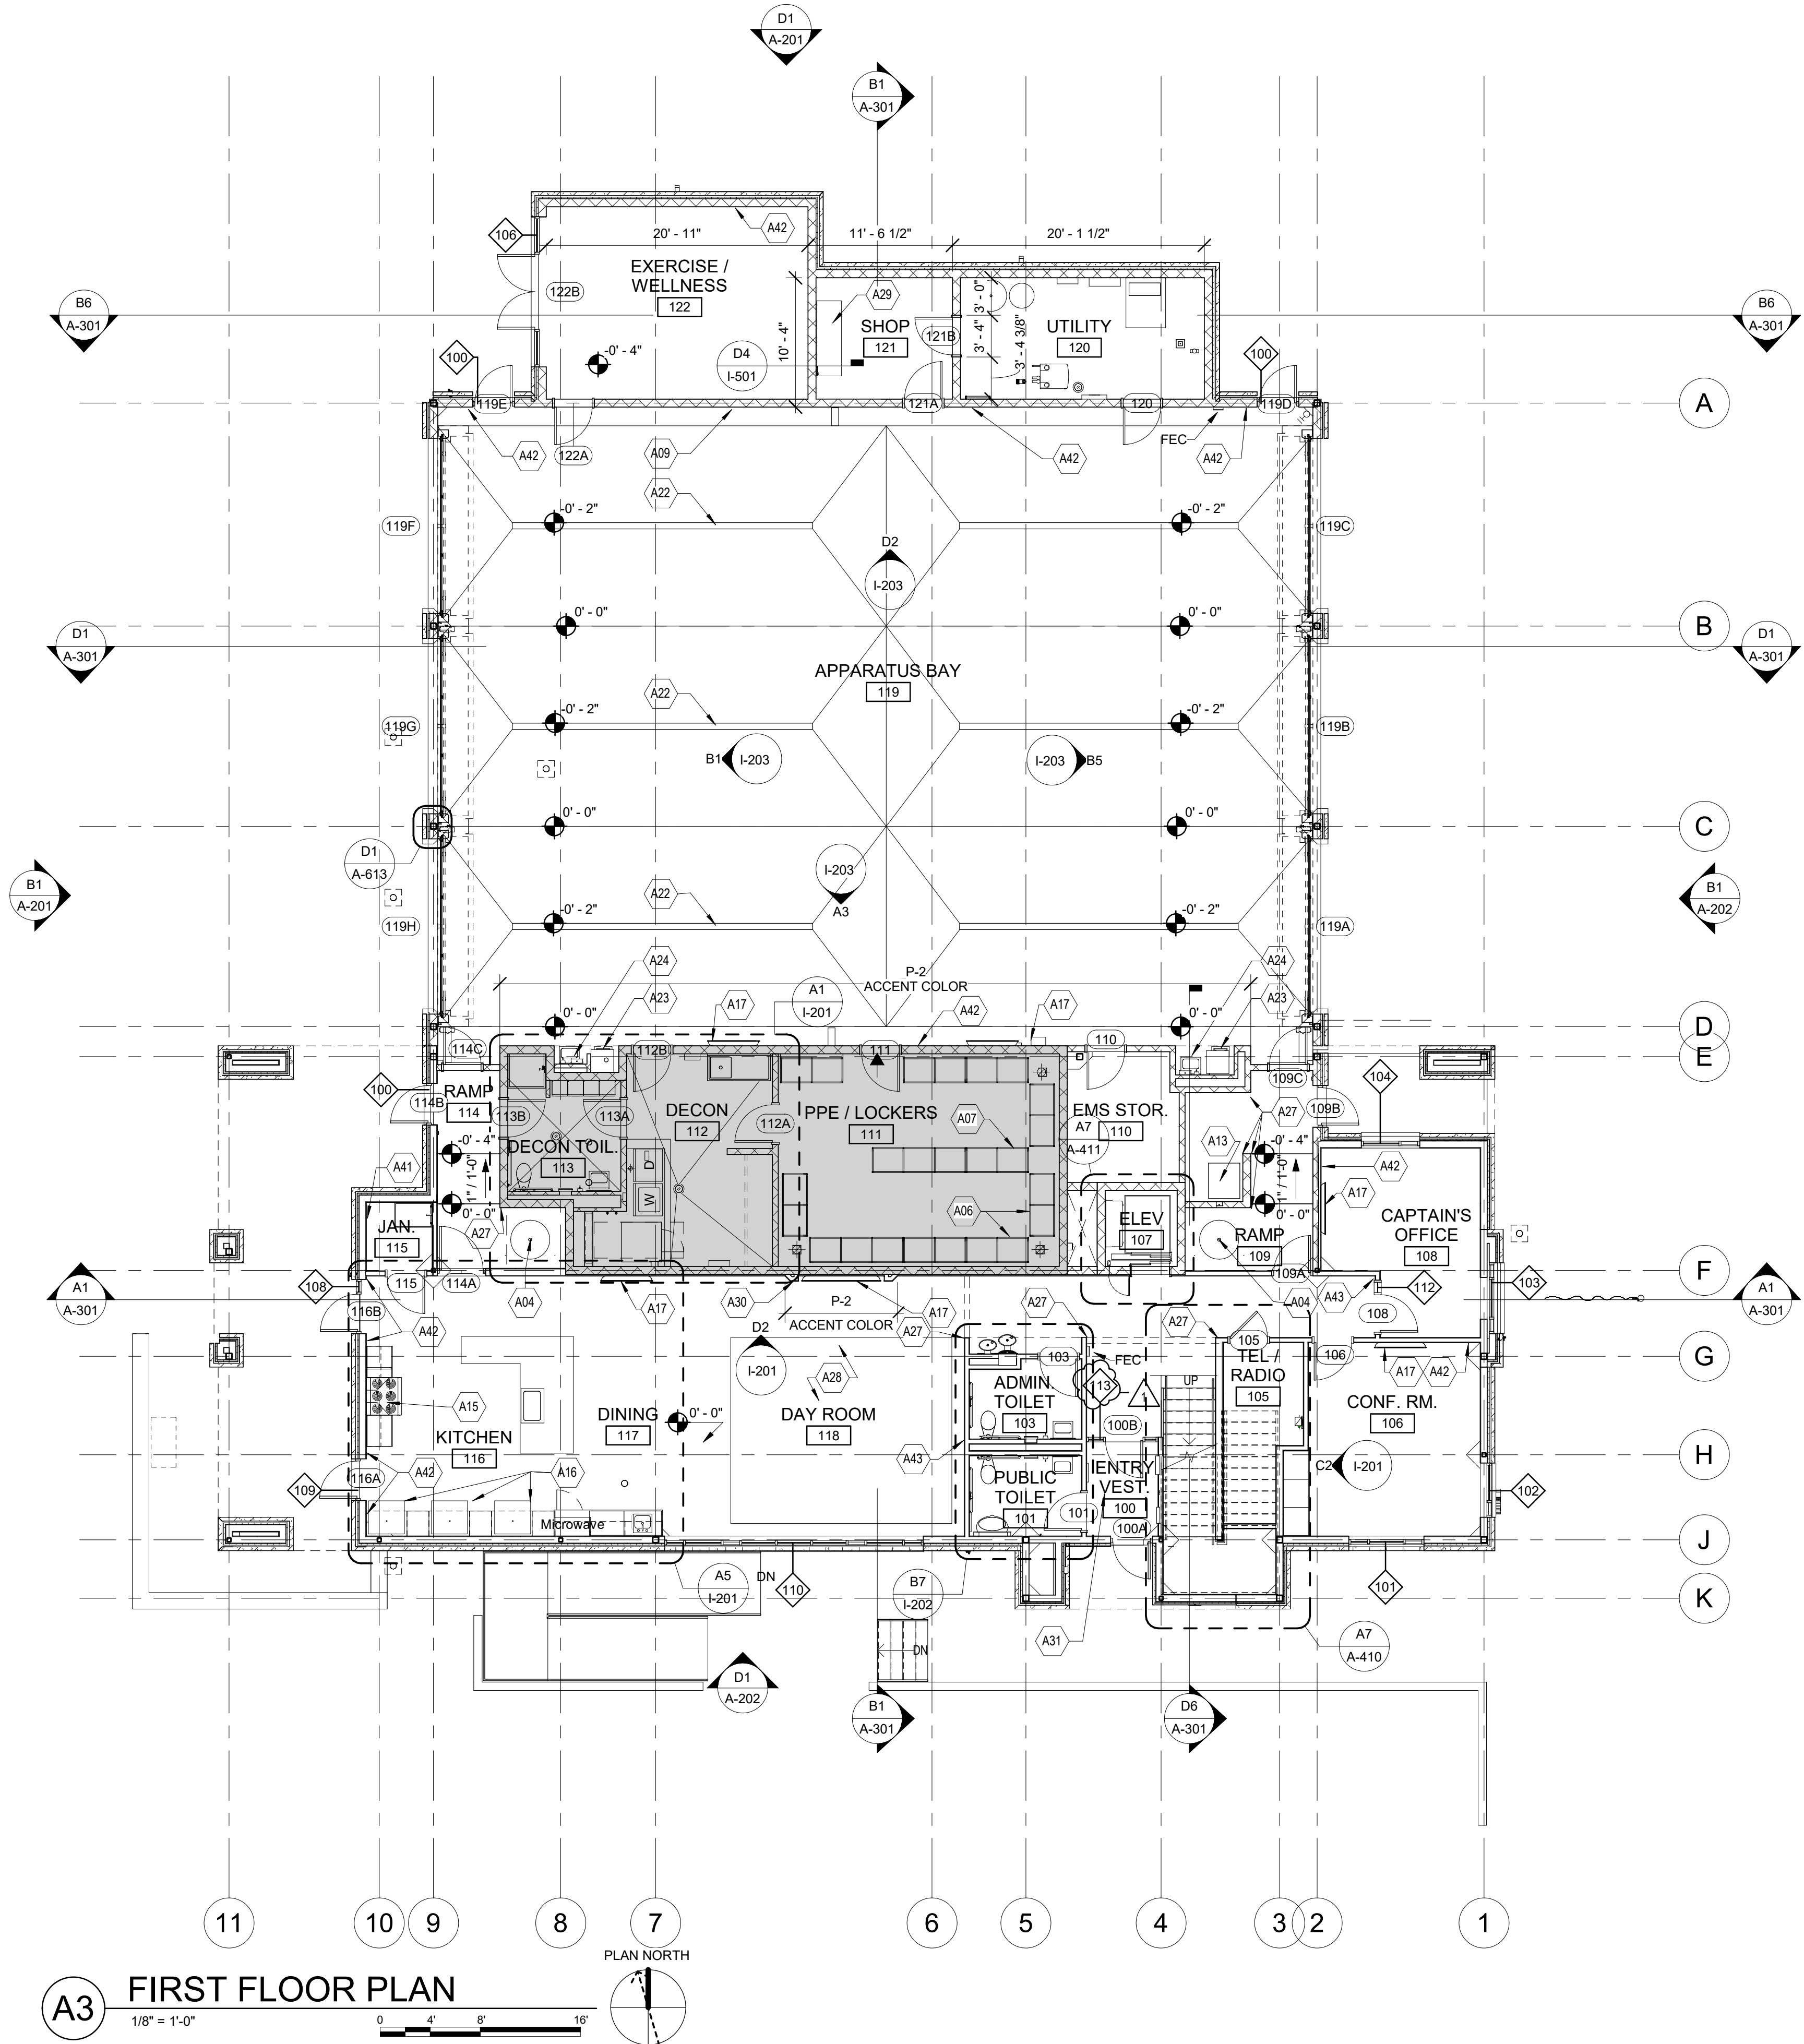 D1
A-201
B1
A-301
106
A42
20' - 11"
11' - 6 1/2"
20' - 1 1/2"
EXERCISE /
WELLNESS
122
122B
A29
3' - 0"
B6
A-301
B6
A-301
SHOP
121
121B
3' - 4"
3' - 4 3/8"
UTILITY
120
10' - 4"
-0' - 4"
D4
I-501
100
100
119E
121A
120
119D
A
A42
122A
A09
A42
FEC
A42
A22
119F
-0' - 2"
-0' - 2"
119C
D2
I-203
0' - 0"
0' - 0"
B
D1
A-301
D1
A-301
APPARATUS BAY
119
A22
119G
-0' - 2"
-0' - 2"
119B
B1
I-203
I-203
B5
0' - 0"
0' - 0"
C
D1
A-613
I-203
A3
B1
A-201
B1
A-202
A22
119H
-0' - 2"
-0' - 2"
119A
A24
P-2
ACCENT COLOR
A24
A23
A1
I-201
A17
A42
A17
A23
0' - 0"
0' - 0"
D
114C
112B
111
110
E
100
114B
RAMP
114
113B
113A
DECON
112
112A
PPE / LOCKERS
111
A07
EMS STOR.
110
A7
A-411
109C
109B
A27
104
-0' - 4"
DECON TOIL.
113
A13
-0' - 4"
A42
A41
1" / 1'-0"
D
1" / 1'-0"
A17
0' - 0"
W
A06
0' - 0"
JAN.
115
A27
ELEV
107
RAMP
109
CAPTAIN'S
OFFICE
108
F
108
115
114A
A04
109A
A04
A43
112
103
A1
A-301
A1
A-301
116B
A17
A30
P-2
ACCENT COLOR
A17
A27
A27
108
A42
D2
I-201
A27
103
FEC
105
106
G
A28
ADMIN.
TOILET
103
113
1
UP
TEL /
RADIO
105
A17
A42
A15
0' - 0"
DINING
117
DAY ROOM
118
100B
CONF. RM.
106
KITCHEN
116
A43
H
116A
A42
A16
PUBLIC
TOILET
101
ENTRY
VEST.
100
C2
I-201
109
102
Microwave
101
100A
J
A5
I-201
DN
110
B7
I-202
101
K
A31
DN
A7
A-410
D1
A-202
B1
A-301
D6
A-301
11
10
9
8
7
6
5
4
3
2
1
PLAN NORTH
A3
FIRST FLOOR PLAN
1/8" = 1'-0"
0
4'
8'
16'